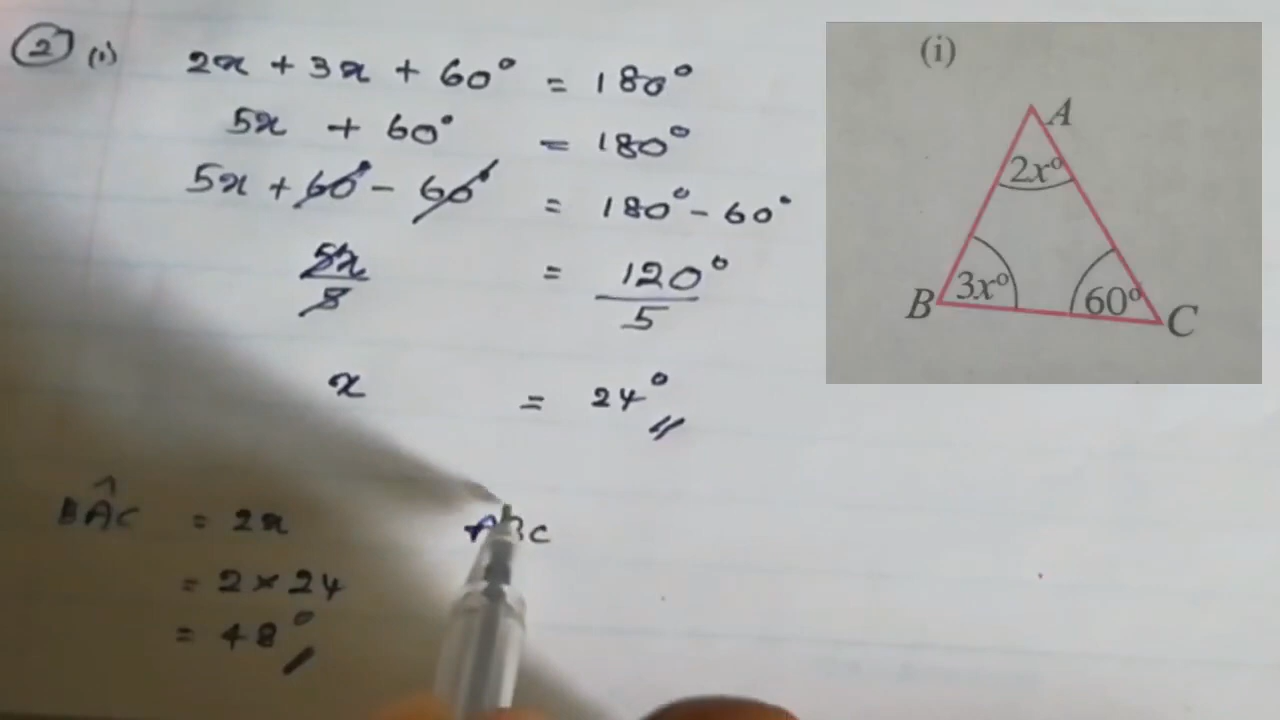 2 (i) 2x + 3x + 60° = 180°
5x + 60° = 180°
5x + 60° - 60° = 180° - 60°
5x/5 = 120°/5
x = 24°
BÂC = 2x
= 2 × 24
= 48°
ABC
(i)
A
2x°
B 3x° 60° C